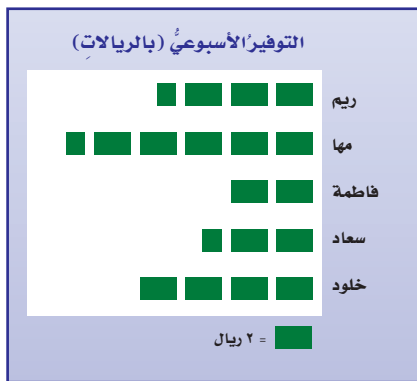 التوفيرُ الأسبوعيُّ (بالريالاتِ)
ريم
مها
فاطمة
سعاد
خلود
= ٢ ريال